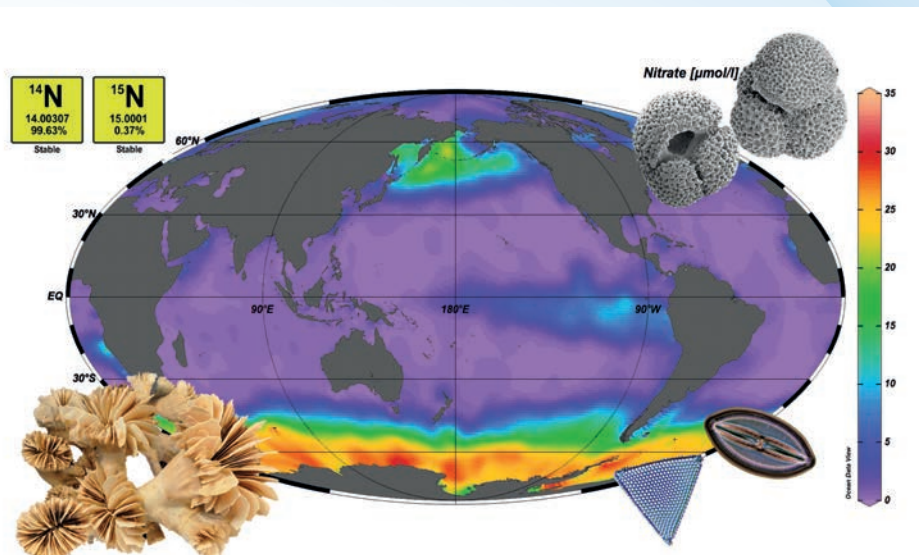 14N 15N
14.00307 15.0001
99.63% 0.37%
Stable Stable
Nitrate [µmol/l]
35
30
25
20
15
10
5
0
60°N
30°N
EQ
90°E 180°E 90°W
30°S
Ocean Data View